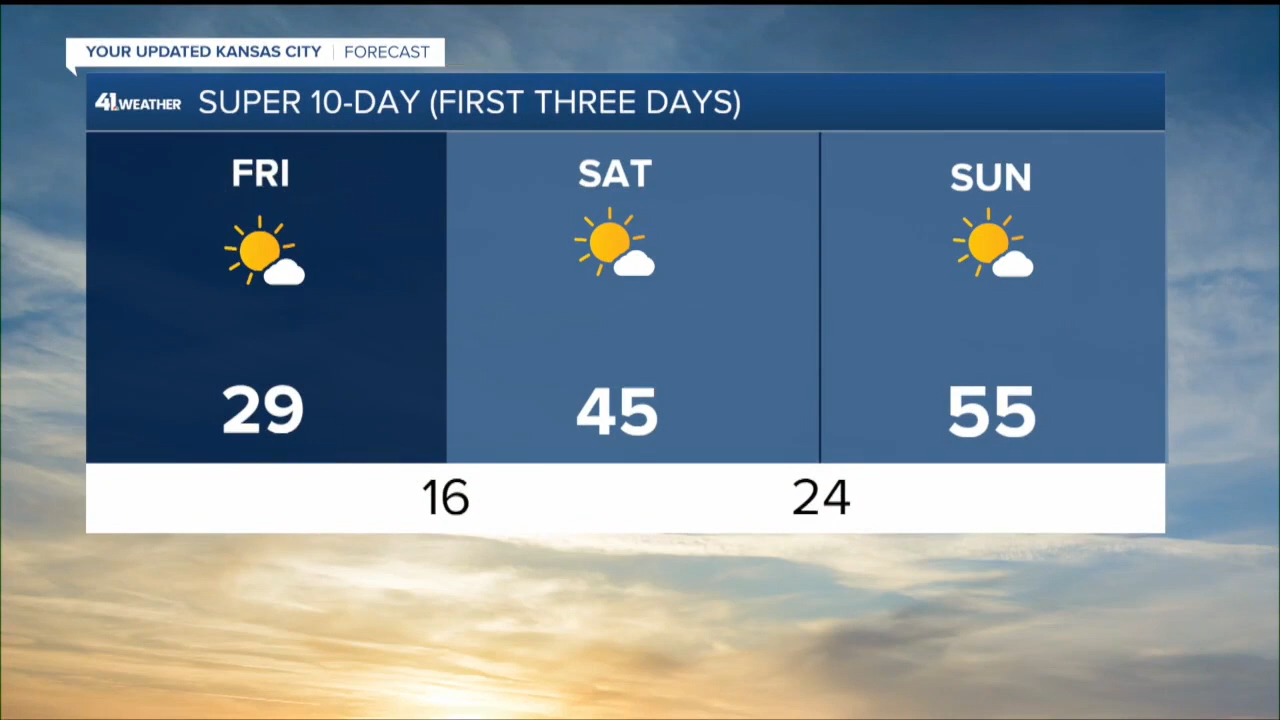 YOUR UPDATED KANSAS CITY | FORECAST
41 WEATHER SUPER 10-DAY (FIRST THREE DAYS)
FRI SAT SUN
29 45 55
16 24